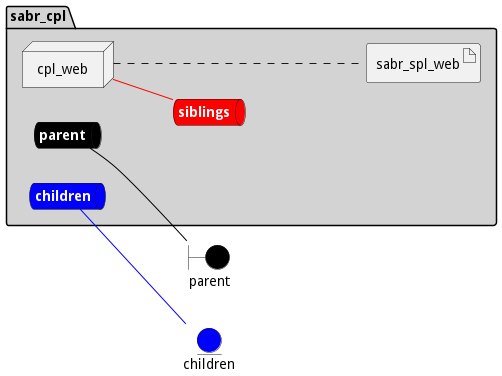 sabr_cpl
cpl_web
sabr_spl_web
siblings
parent
children
parent
children